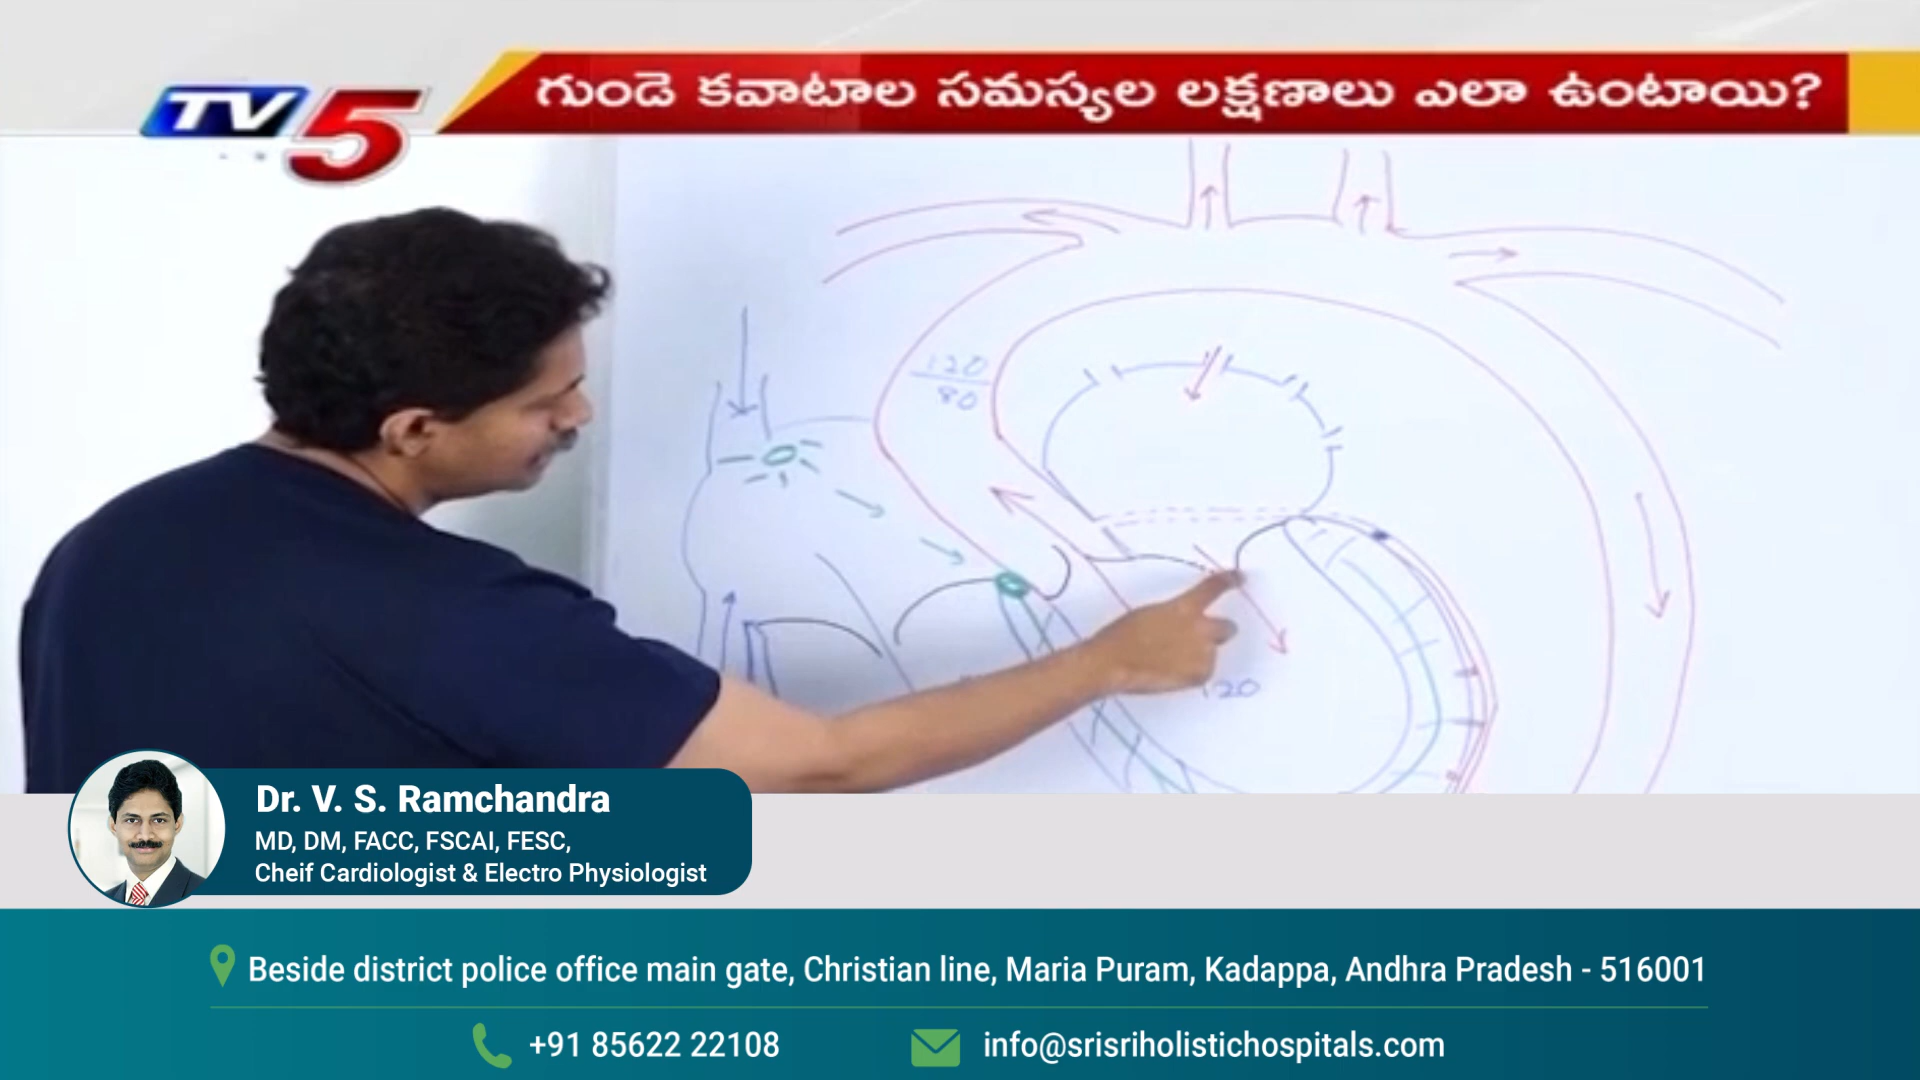 TV5
గుండె కవాటాల సమస్యల లక్షణాలు ఎలా ఉంటాయి?
120
80
120
Dr. V. S. Ramchandra
MD, DM, FACC, FSCAI, FESC,
Cheif Cardiologist & Electro Physiologist
Beside district police office main gate, Christian line, Maria Puram, Kadappa, Andhra Pradesh - 516001
+91 85622 22108
info@srisriholistichospitals.com